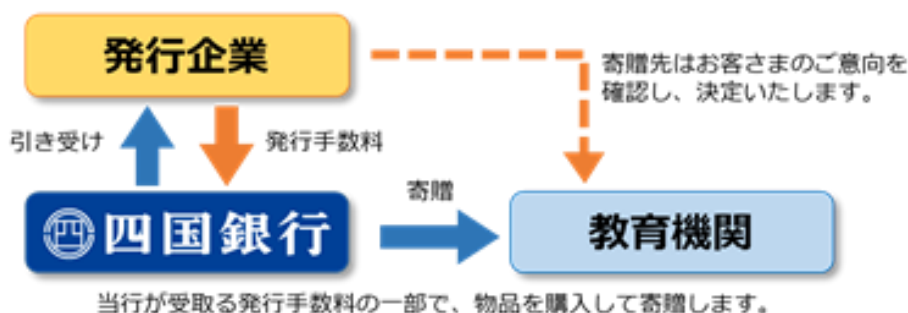 発行企業
寄贈先はお客さまのご意向を
確認し、決定いたします。
引き受け
発行手数料
四国銀行
寄贈
教育機関
当行が受取る発行手数料の一部で、物品を購入して寄贈します。